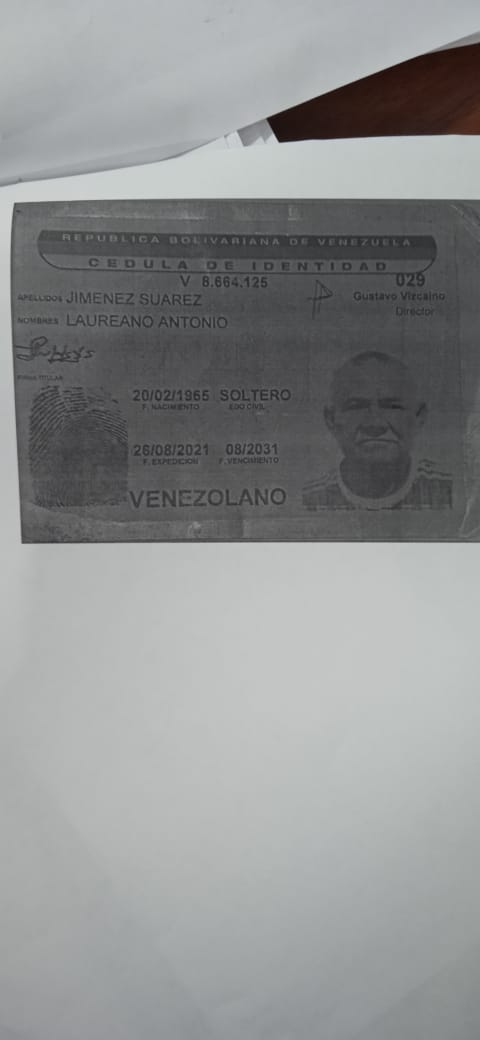 REPUBLICA BOLIVARIANA DE VENEZUELA
CEDULA DE IDENTIDAD
V 8.664.125 029
APELLIDOS JIMENEZ SUAREZ Gustavo Vizcaino
Director
NOMBRES LAUREANO ANTONIO
FIRMA TITULAR
20/02/1965 SOLTERO
F. NACIMIENTO EDO CIVIL
26/08/2021 08/2031
F. EXPEDICION F. VENCIMIENTO
VENEZOLANO